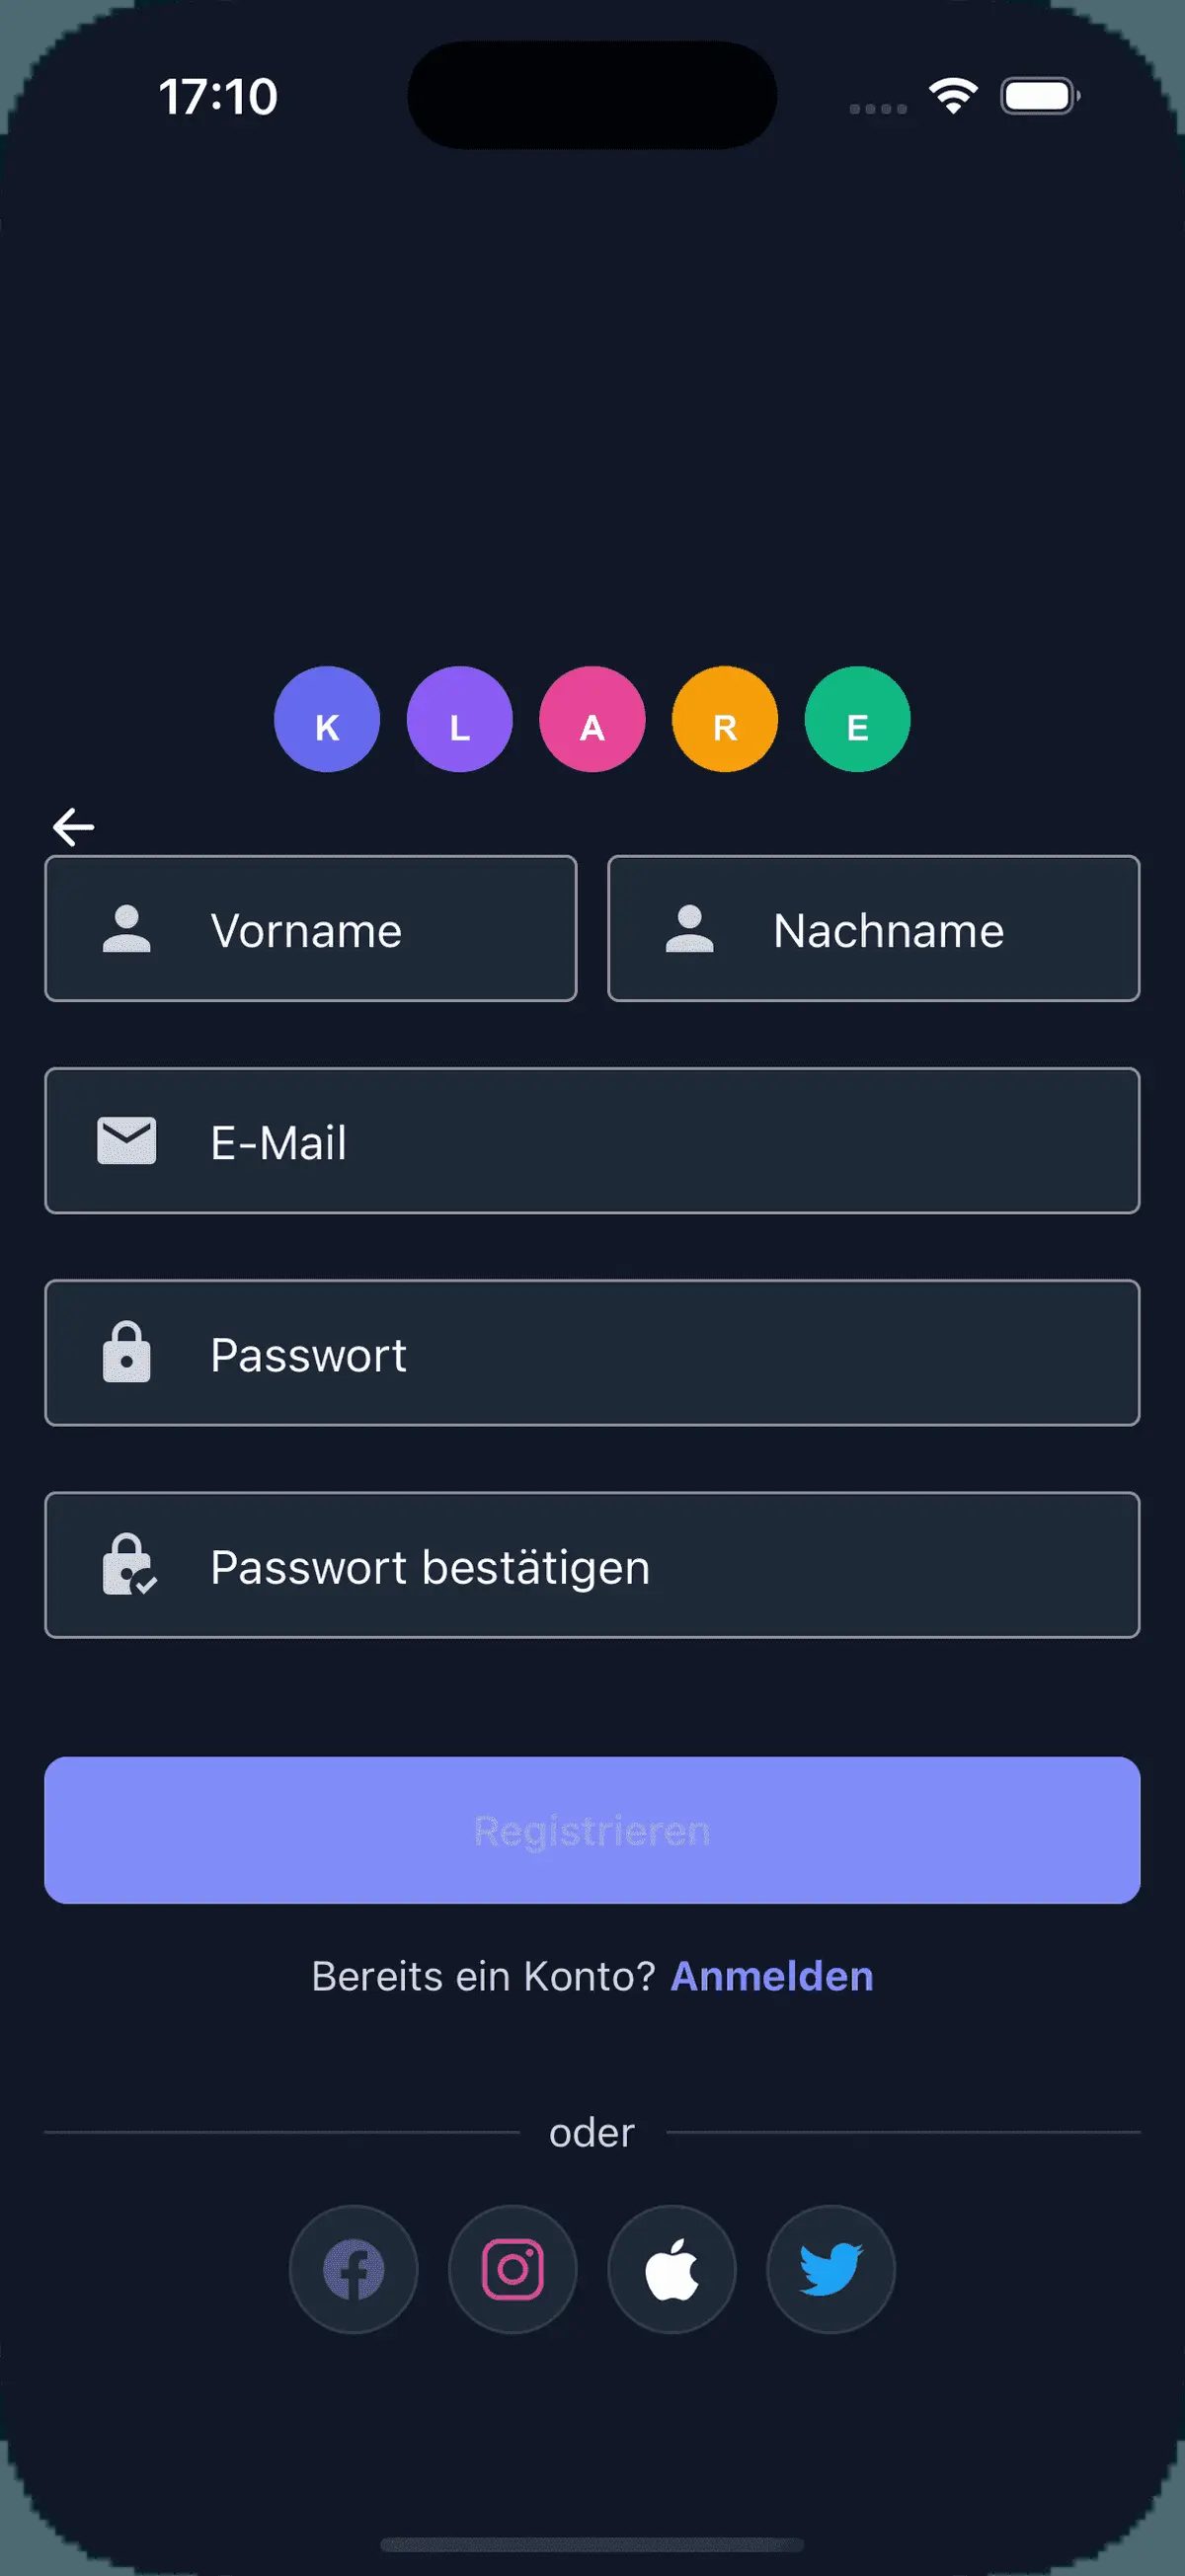 17:10
K L A R E
Vorname Nachname
E-Mail
Passwort
Passwort bestätigen
Registrieren
Bereits ein Konto? Anmelden
oder